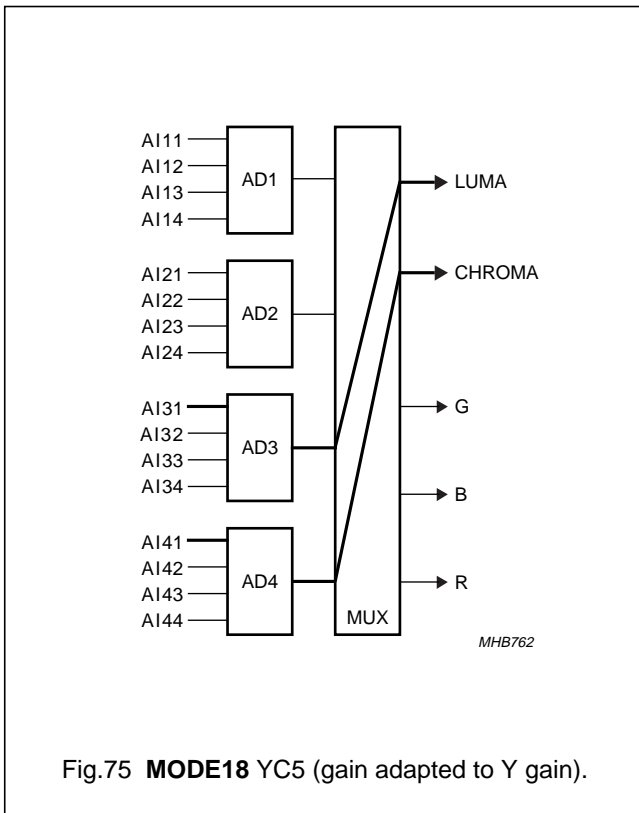 AI11
AI12
AI13
AI14
AD1
LUMA
AI21
AI22
AI23
AI24
AD2
CHROMA
AI31
AI32
AI33
AI34
AD3
G
B
AI41
AI42
AI43
AI44
AD4
R
MUX
MHB762
Fig.75 MODE18 YC5 (gain adapted to Y gain).